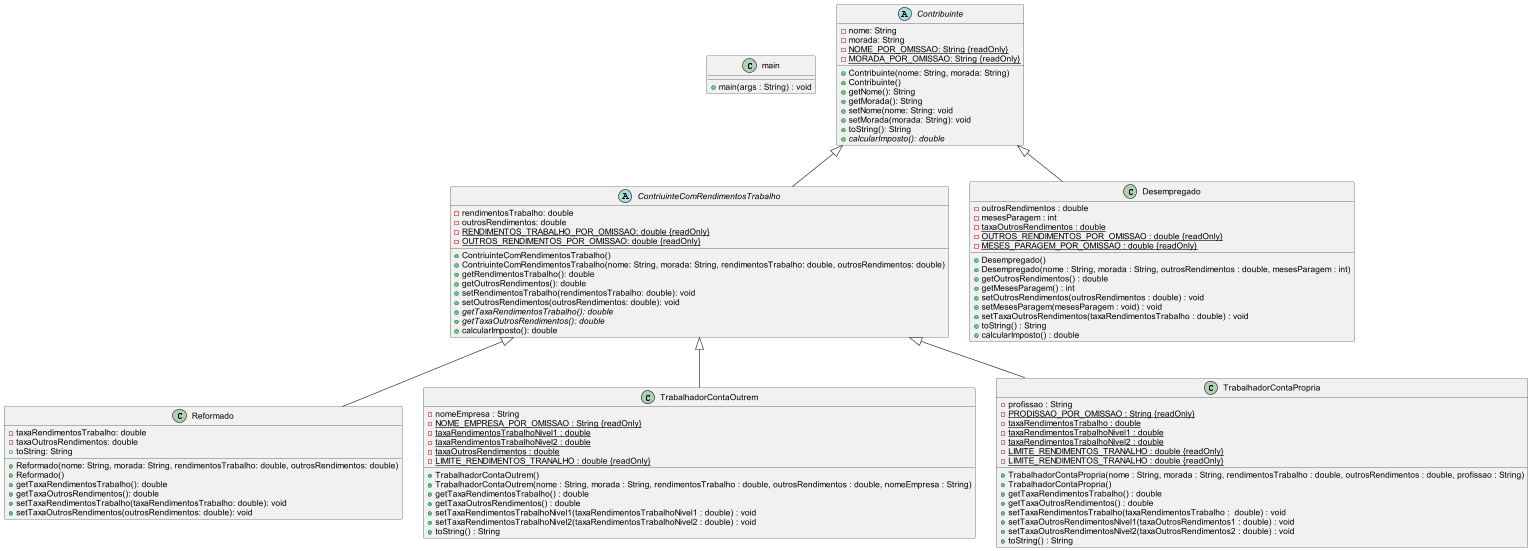 A Contribuinte
nome: String
morada: String
NOME_POR_OMISSAO: String {readOnly}
MORADA_POR_OMISSAO: String {readOnly}
Contribuinte(nome: String, morada: String)
Contribuinte()
getNome(): String
getMorada(): String
setNome(nome: String: void
setMorada(morada: String): void
toString(): String
calcularImposto(): double
C main
main(args : String) : void
A ContriuinteComRendimentosTrabalho
rendimentosTrabalho: double
outrosRendimentos: double
RENDIMENTOS_TRABALHO_POR_OMISSAO: double {readOnly}
OUTROS_RENDIMENTOS_POR_OMISSAO: double {readOnly}
ContriuinteComRendimentosTrabalho()
ContriuinteComRendimentosTrabalho(nome: String, morada: String, rendimentosTrabalho: double, outrosRendimentos: double)
getRendimentosTrabalho(): double
getOutrosRendimentos(): double
setRendimentosTrabalho(rendimentosTrabalho: double): void
setOutrosRendimentos(outrosRendimentos: double): void
getTaxaRendimentosTrabalho(): double
getTaxaOutrosRendimentos(): double
calcularImposto(): double
C Desempregado
outrosRendimentos : double
mesesParagem : int
taxaOutrosRendimentos : double
OUTROS_RENDIMENTOS_POR_OMISSAO : double {readOnly}
MESES_PARAGEM_POR_OMISSAO : double {readOnly}
Desempregado()
Desempregado(nome : String, morada : String, outrosRendimentos : double, mesesParagem : int)
getOutrosRendimentos() : double
getMesesParagem() : int
setOutrosRendimentos(outrosRendimentos : double) : void
setMesesParagem(mesesParagem : void) : void
setTaxaOutrosRendimentos(taxaRendimentosTrabalho : double) : void
toString() : String
calcularImposto() : double
C Reformado
taxaRendimentosTrabalho: double
taxaOutrosRendimentos: double
toString: String
Reformado(nome: String, morada: String, rendimentosTrabalho: double, outrosRendimentos: double)
Reformado()
getTaxaRendimentosTrabalho(): double
getTaxaOutrosRendimentos(): double
setTaxaRendimentosTrabalho(taxaRendimentosTrabalho: double): void
setTaxaOutrosRendimentos(outrosRendimentos: double): void
C TrabalhadorContaOutrem
nomeEmpresa : String
NOME_EMPRESA_POR_OMISSAO : String {readOnly}
taxaRendimentosTrabalhoNivel1 : double
taxaRendimentosTrabalhoNivel2 : double
taxaOutrosRendimentos : double
LIMITE_RENDIMENTOS_TRANALHO : double {readOnly}
TrabalhadorContaOutrem()
TrabalhadorContaOutrem(nome : String, morada : String, rendimentosTrabalho : double, outrosRendimentos : double, nomeEmpresa : String)
getTaxaRendimentosTrabalho() : double
getTaxaOutrosRendimentos() : double
setTaxaRendimentosTrabalhoNivel1(taxaRendimentosTrabalhoNivel1 : double) : void
setTaxaRendimentosTrabalhoNivel2(taxaRendimentosTrabalhoNivel2 : double) : void
toString() : String
C TrabalhadorContaPropria
profissao : String
PRODISSAO_POR_OMISSAO : String {readOnly}
taxaRendimentosTrabalho : double
taxaRendimentosTrabalhoNivel1 : double
taxaRendimentosTrabalhoNivel2 : double
LIMITE_RENDIMENTOS_TRANALHO : double {readOnly}
LIMITE_RENDIMENTOS_TRANALHO : double {readOnly}
TrabalhadorContaPropria(nome : String, morada : String, rendimentosTrabalho : double, outrosRendimentos : double, profissao : String)
TrabalhadorContaPropria()
getTaxaRendimentosTrabalho() : double
getTaxaOutrosRendimentos() : double
setTaxaRendimentosTrabalho(taxaRendimentosTrabalho : double) : void
setTaxaOutrosRendimentosNivel1(taxaOutrosRendimentos1 : double) : void
setTaxaOutrosRendimentosNivel2(taxaOutrosRendimentos2 : double) : void
toString() : String